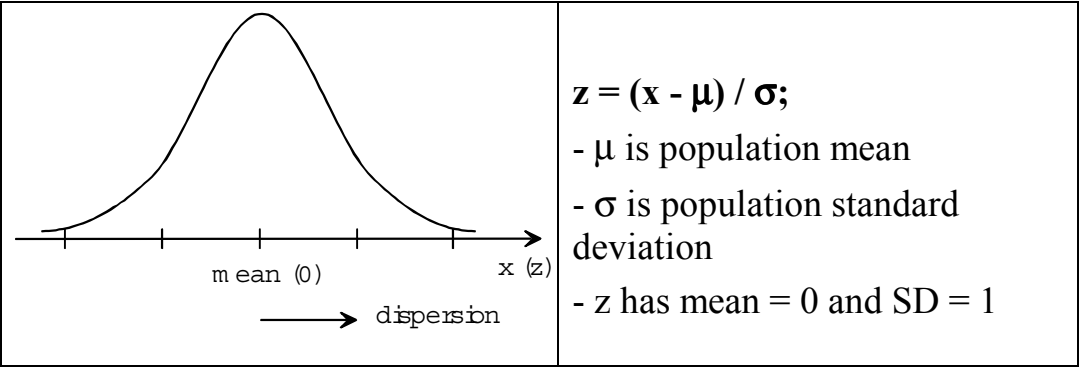 mean (0)
x (z)
dispersion
z = (x - μ) / σ;
- μ is population mean
- σ is population standard
deviation
- z has mean = 0 and SD = 1